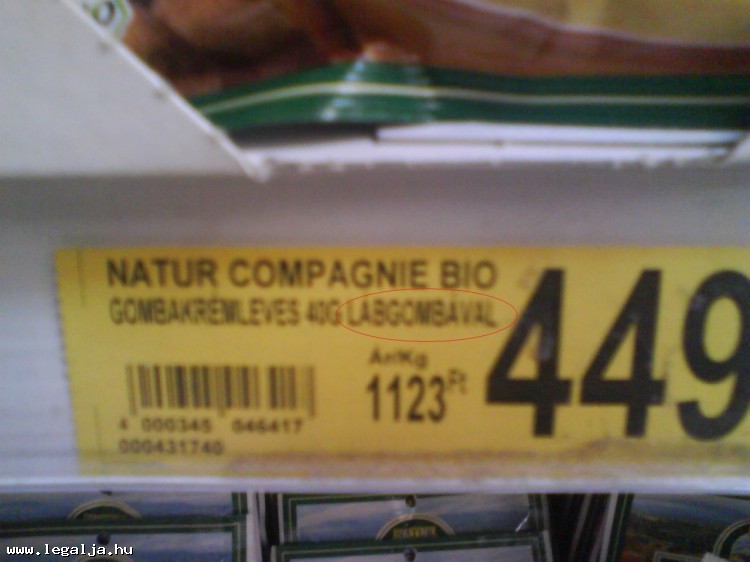 NATUR COMPAGNIE BIO
GOMBAKREMLEVES 40G LABGOMBAVAL
Ár/Kg
1123 Ft
449
4 000345 046417
000431740
www.legalja.hu